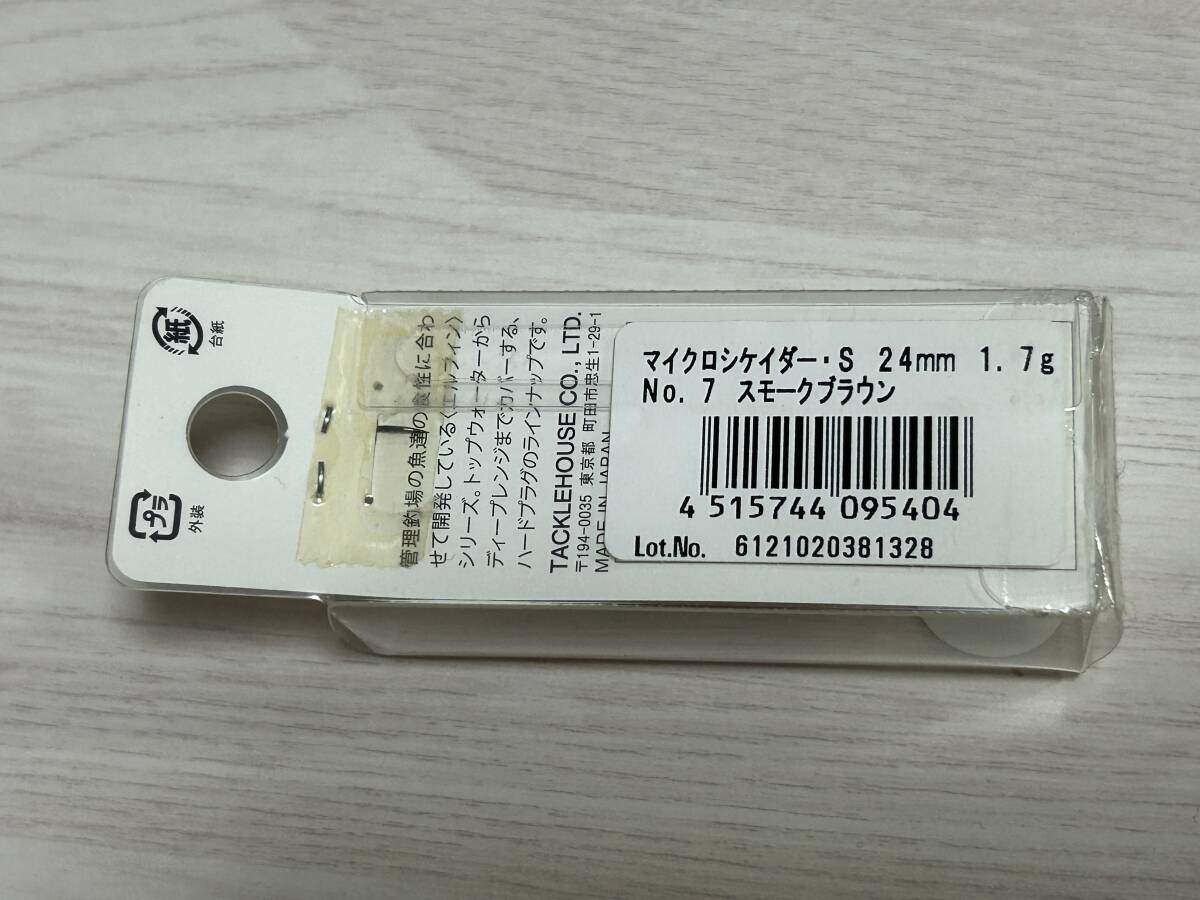 紙
台紙
プラ
外装
管理釣場の魚達の食性に合わ
せて開発している〈エルフィン〉
シリーズ。トップウォーターから
ディープレンジまでカバーする、
ハードプラグのラインナップです。
TACKLEHOUSE CO., LTD.
〒194-0035 東京都 町田市忠生1-29-1
MADE IN JAPAN
マイクロシケイダー・S 24mm 1.7g
No.7 スモークブラウン
4 515744 095404
Lot.No. 6121020381328